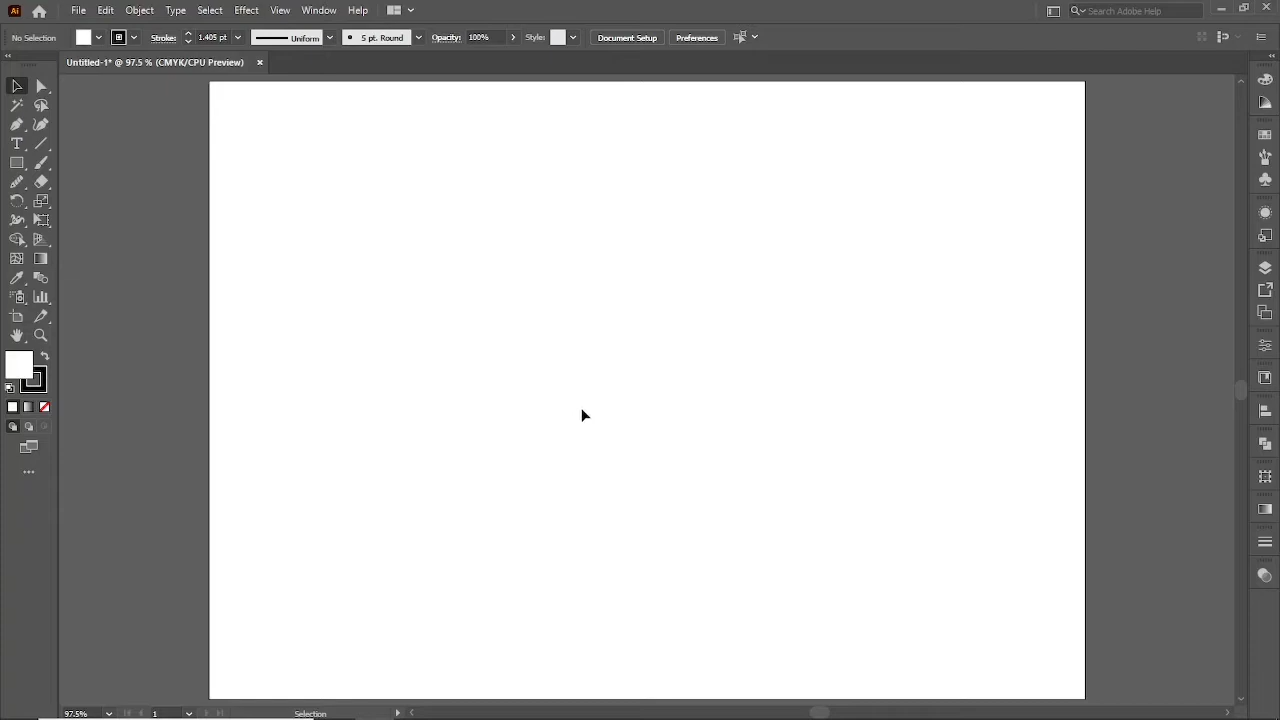 Ai File Edit Object Type Select Effect View Window Help Search Adobe Help
No Selection Stroke: 1.405 pt Uniform 5 pt. Round Opacity: 100% Style: Document Setup Preferences
Untitled-1* @ 97.5 % (CMYK/CPU Preview)
97.5% 1 Selection